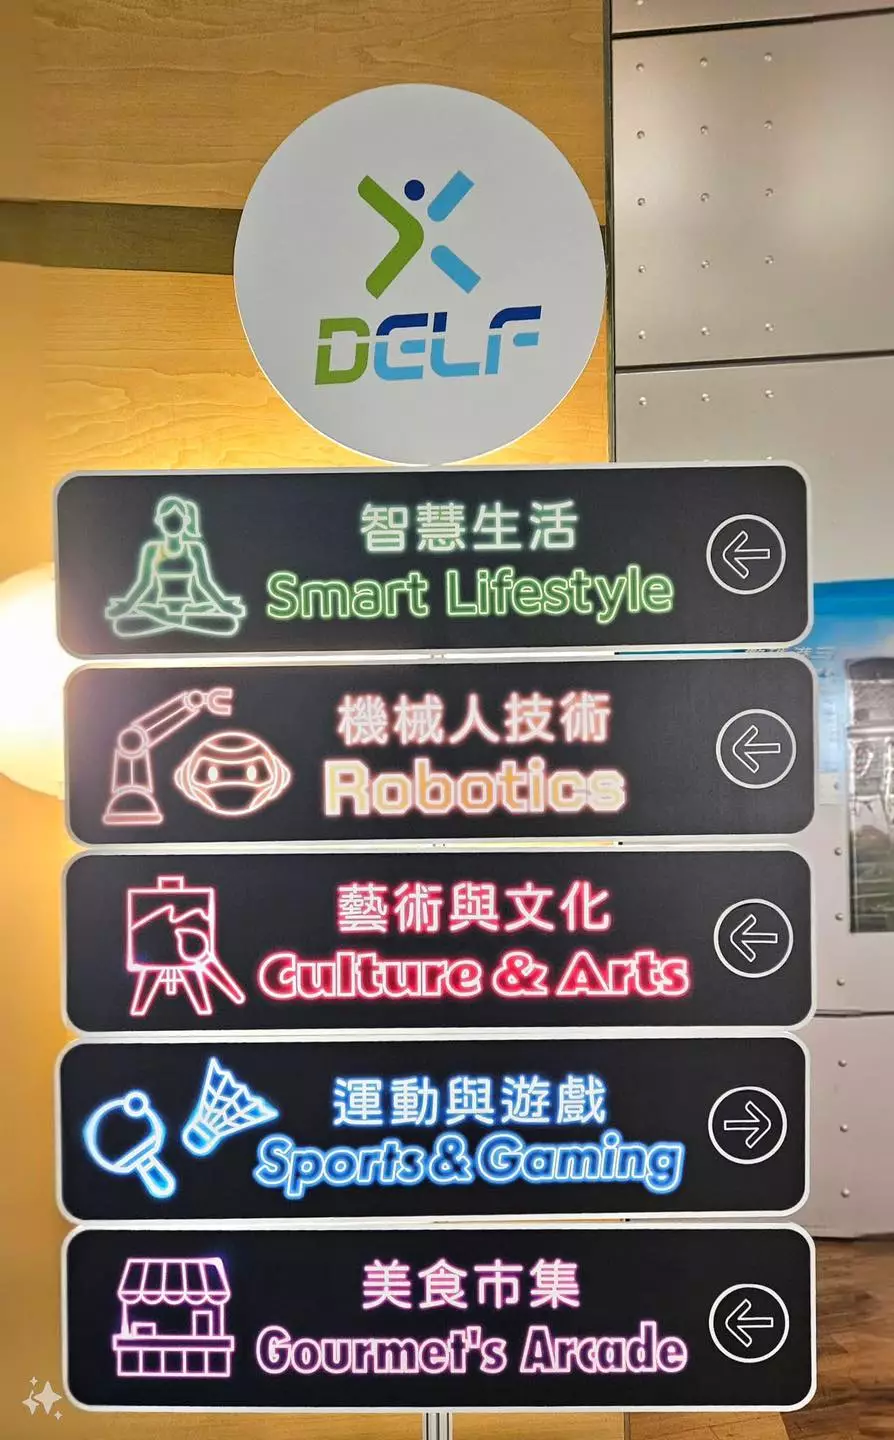 DELF
智慧生活
Smart Lifestyle
機械人技術
Robotics
藝術與文化
Culture & Arts
運動與遊戲
Sports & Gaming
美食市集
Gourmet's Arcade